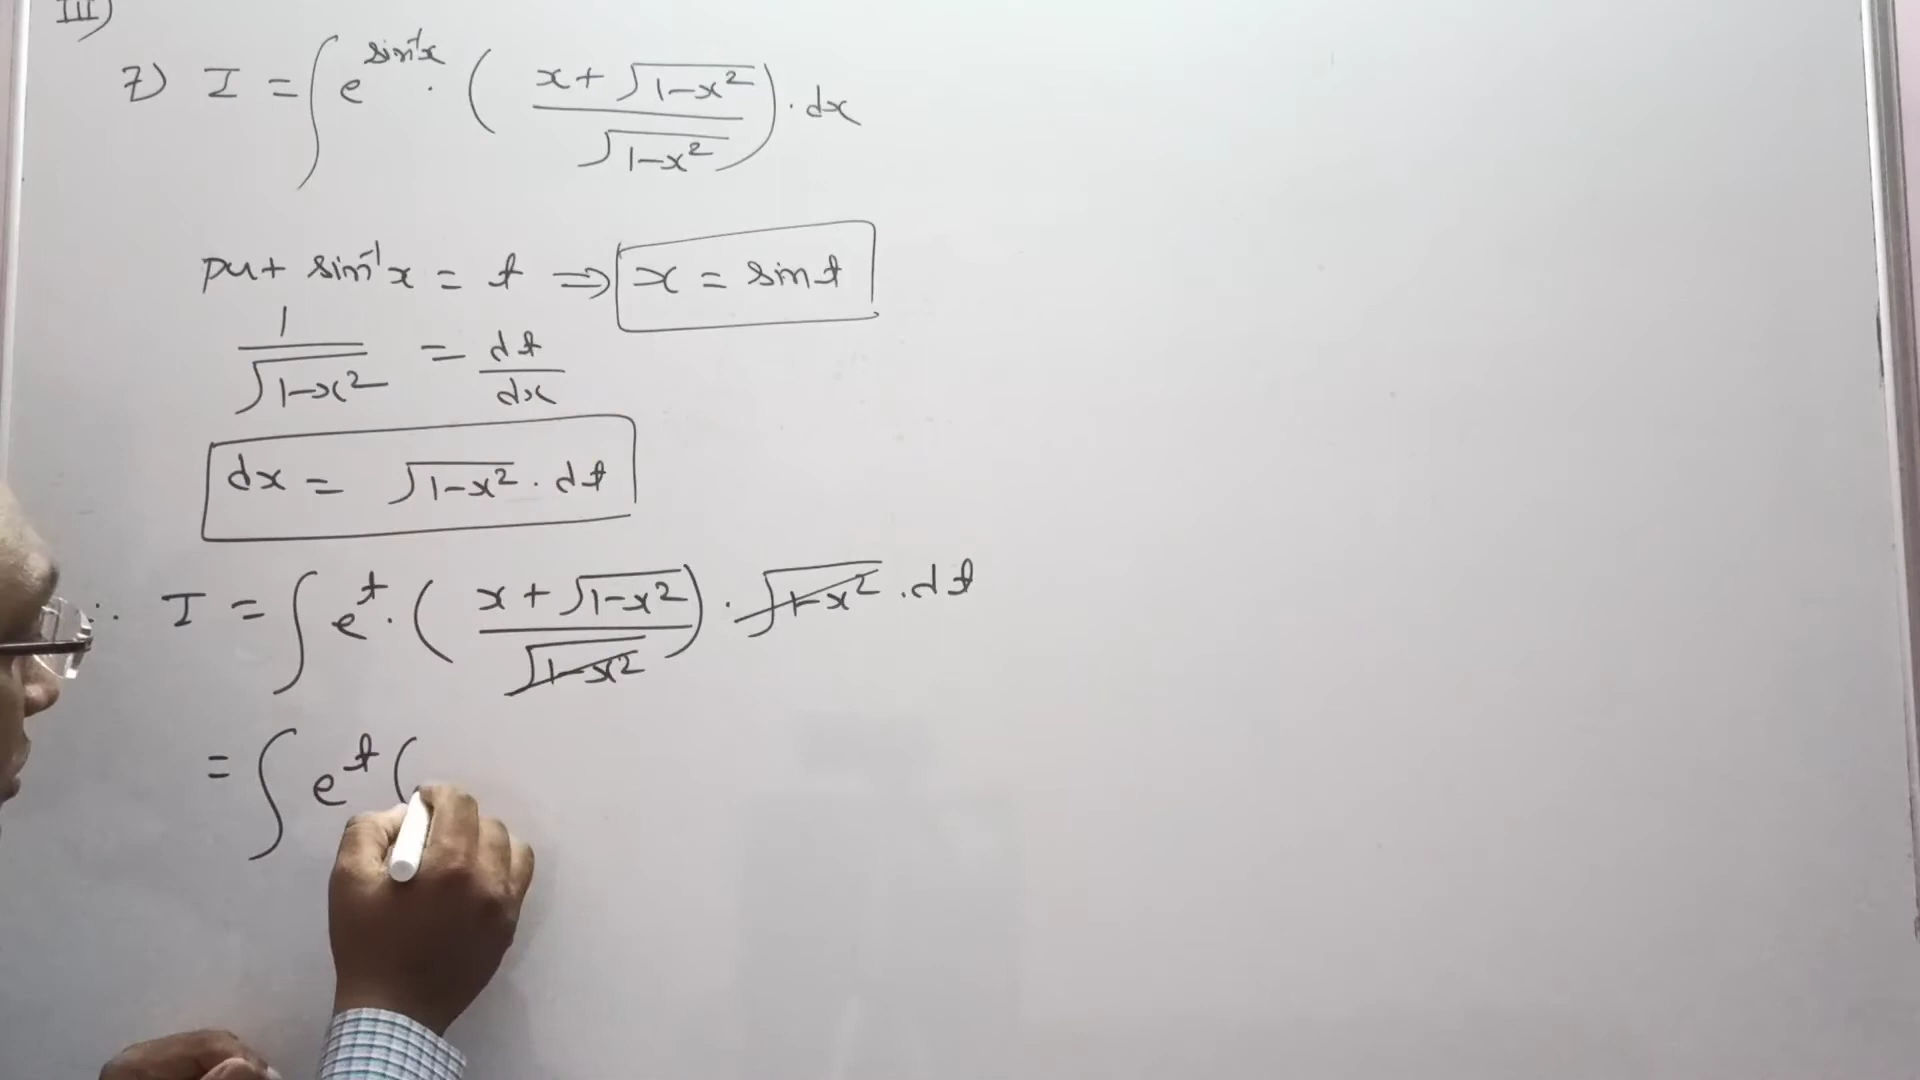 III)
7) I = ∫ e^{sin⁻¹x} · ( (x + √(1-x²)) / √(1-x²) ) · dx
put sin⁻¹x = t ⇒ x = sin t
1/√(1-x²) = dt/dx
dx = √(1-x²) · dt
∴ I = ∫ e^t · ( (x + √(1-x²)) / √(1-x²) ) · √(1-x²) · dt
= ∫ e^t (